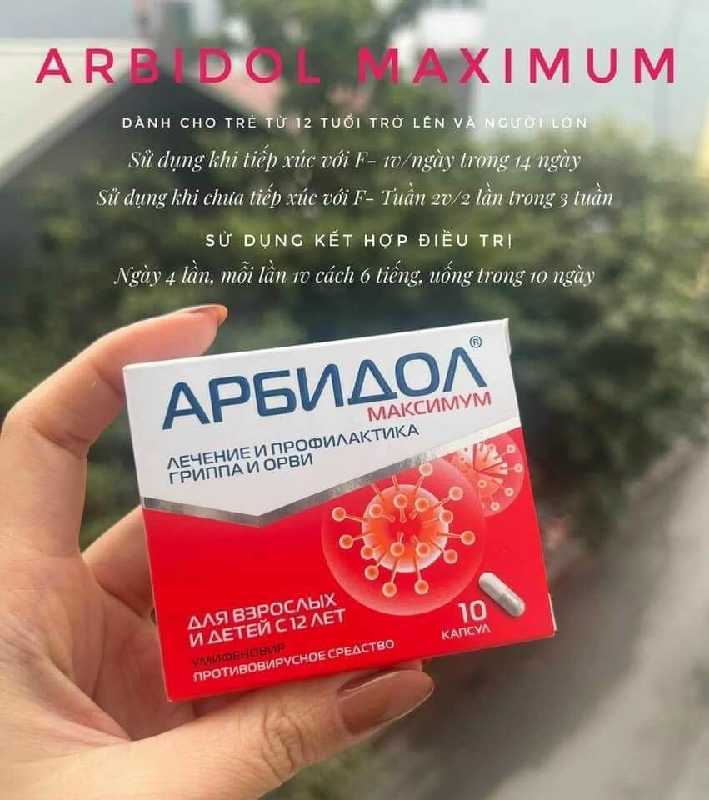 ARBIDOL MAXIMUM
DÀNH CHO TRẺ TỪ 12 TUỔI TRỞ LÊN VÀ NGƯỜI LỚN
Sử dụng khi tiếp xúc với F- 1v/ngày trong 14 ngày
Sử dụng khi chưa tiếp xúc với F- Tuần 2v/2 lần trong 3 tuần
SỬ DỤNG KẾT HỢP ĐIỀU TRỊ
Ngày 4 lần, mỗi lần 1v cách 6 tiếng, uống trong 10 ngày
АРБИДОЛ®
МАКСИМУМ
ЛЕЧЕНИЕ И ПРОФИЛАКТИКА
ГРИППА И ОРВИ
ДЛЯ ВЗРОСЛЫХ
И ДЕТЕЙ С 12 ЛЕТ
10
КАПСУЛ
УМИФЕНОВИР
ПРОТИВОВИРУСНОЕ СРЕДСТВО